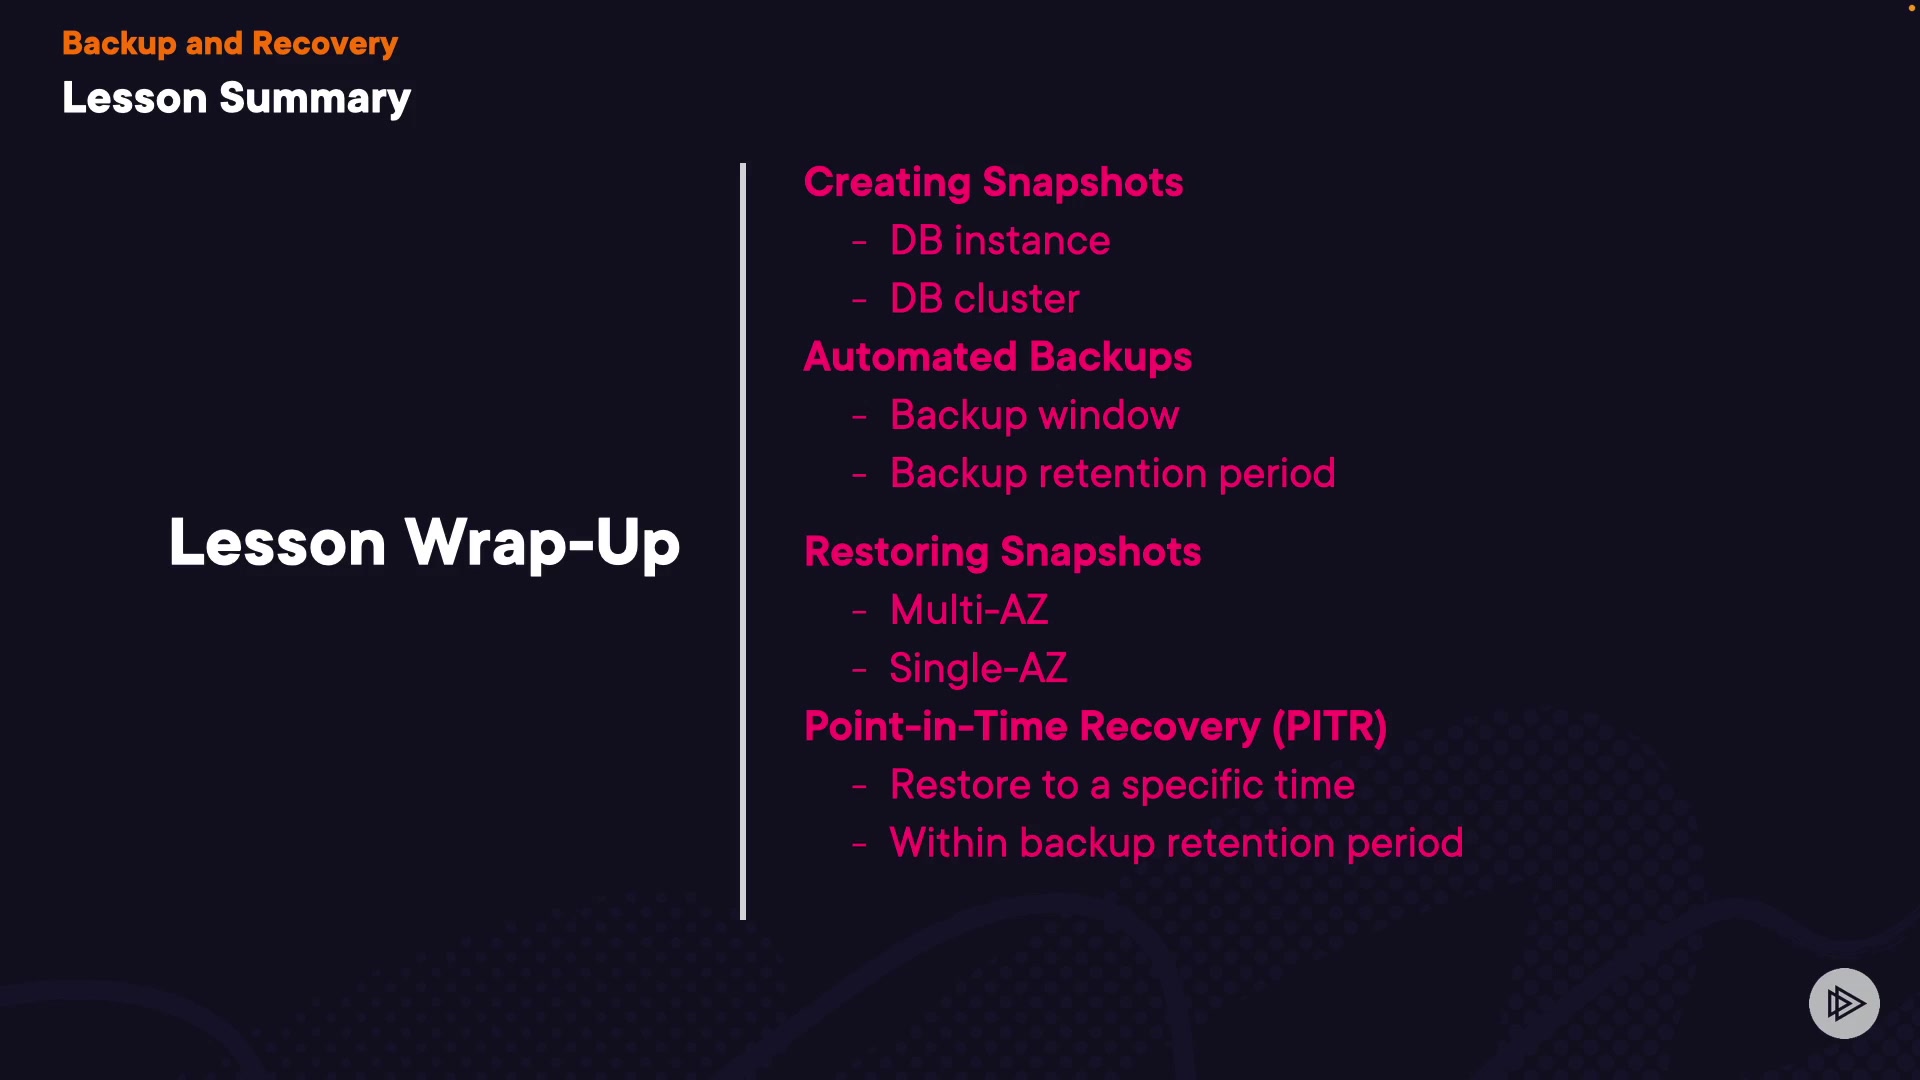 Backup and Recovery
Lesson Summary
Lesson Wrap-Up
Creating Snapshots
- DB instance
- DB cluster
Automated Backups
- Backup window
- Backup retention period
Restoring Snapshots
- Multi-AZ
- Single-AZ
Point-in-Time Recovery (PITR)
- Restore to a specific time
- Within backup retention period